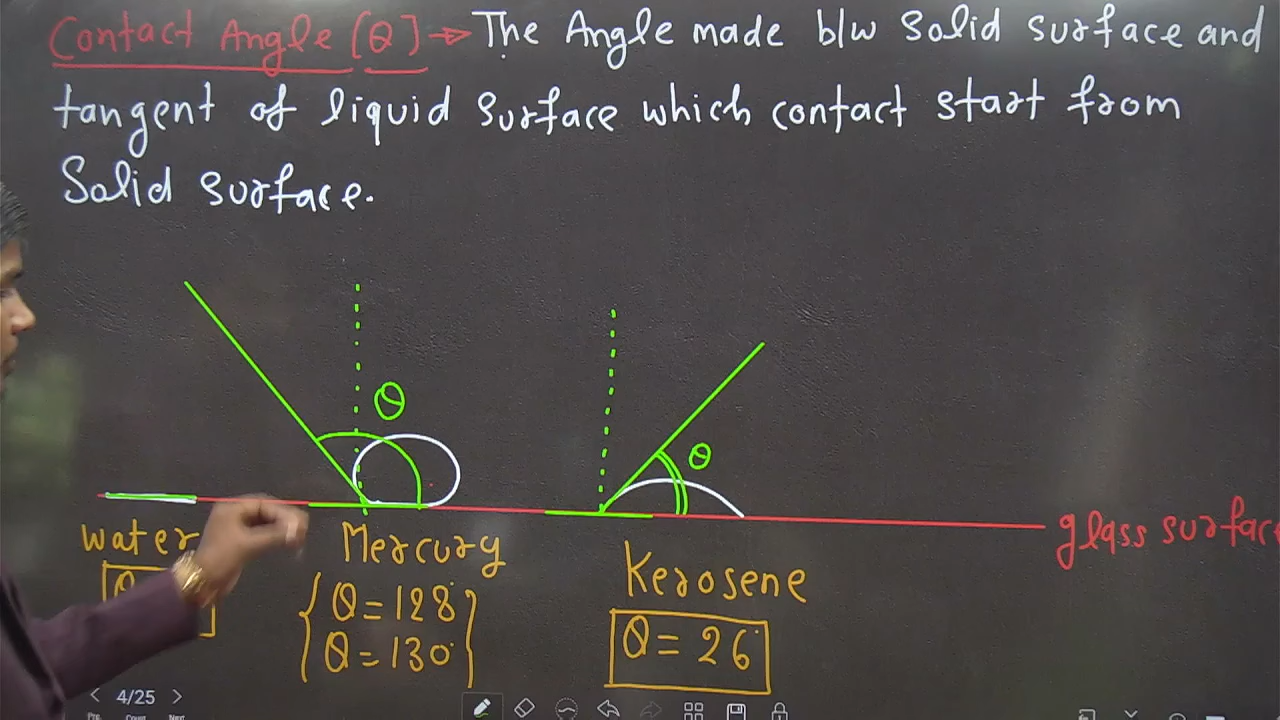 Contact Angle (θ) → The Angle made b/w Solid surface and
tangent of liquid surface which contact start from
Solid surface.
θ
θ
glass surface
water
Mercury
Kerosene
θ = 128°
θ = 130°
θ = 26°
4/25